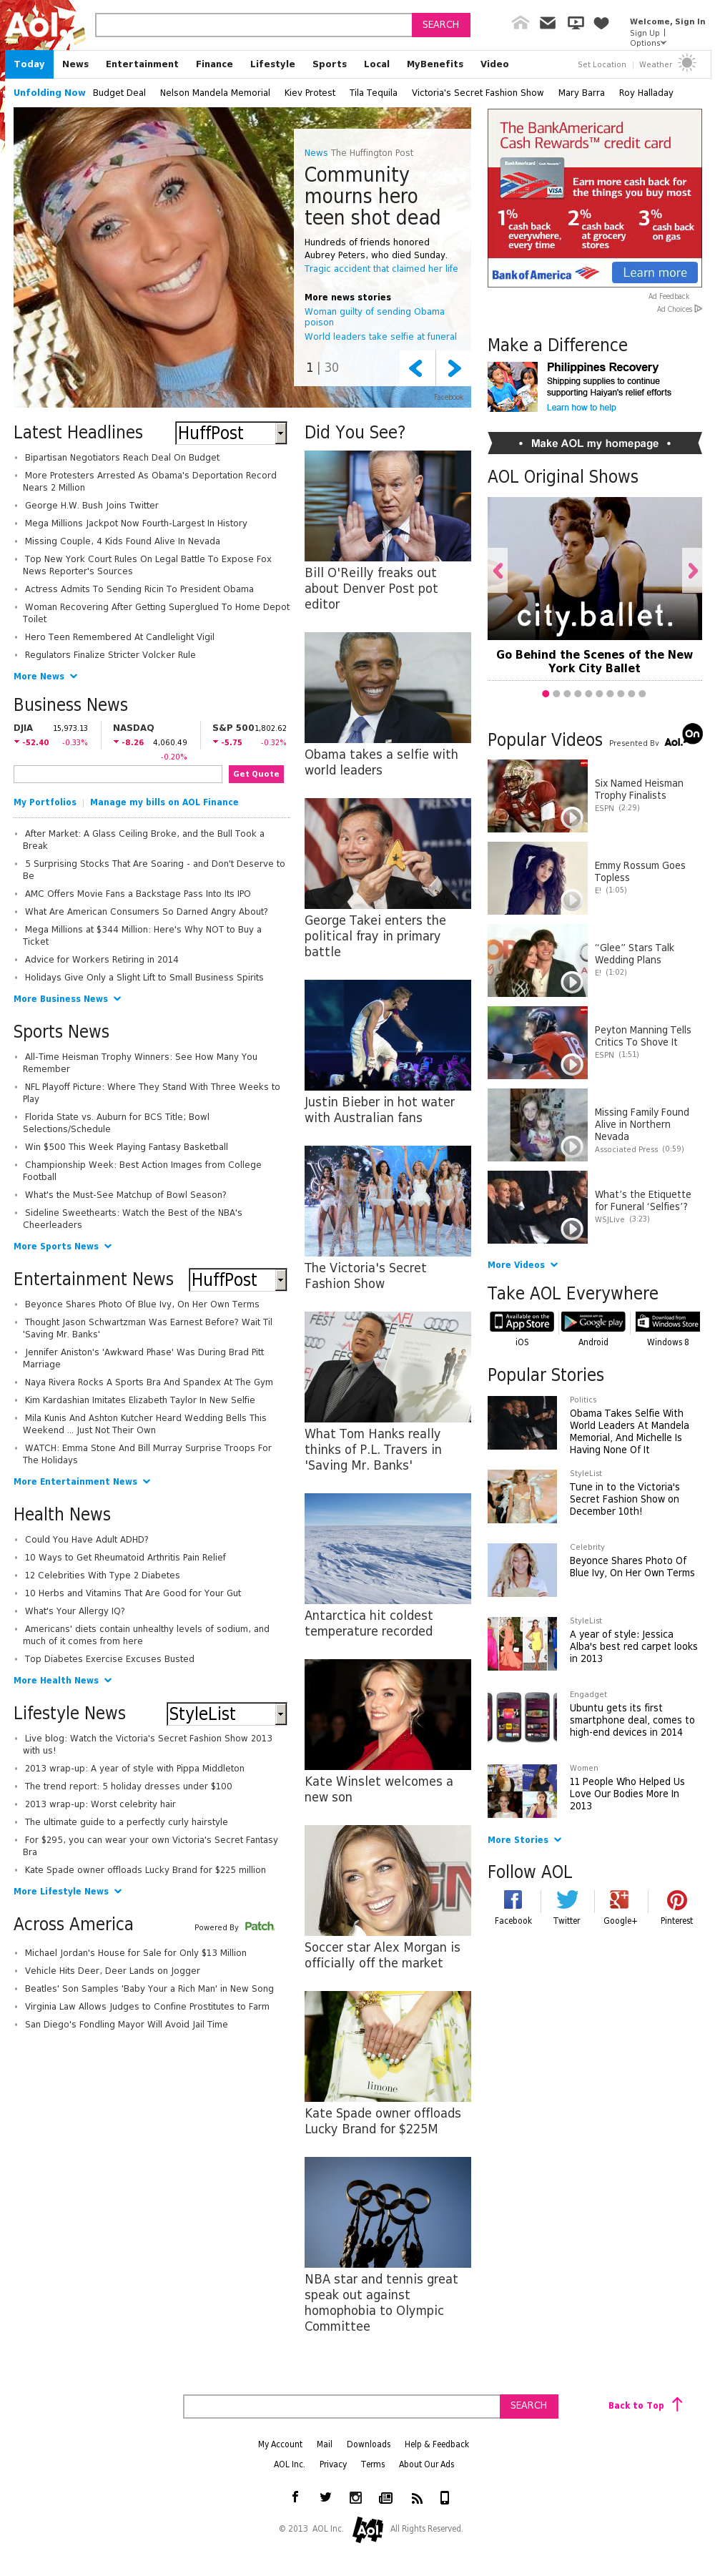 Aol.
SEARCH
Welcome, Sign In
Sign Up |
Options
Today News Entertainment Finance Lifestyle Sports Local MyBenefits Video
Set Location | Weather
Unfolding Now Budget Deal Nelson Mandela Memorial Kiev Protest Tila Tequila Victoria's Secret Fashion Show Mary Barra Roy Halladay
News The Huffington Post
Community
mourns hero
teen shot dead
Hundreds of friends honored
Aubrey Peters, who died Sunday.
Tragic accident that claimed her life
More news stories
Woman guilty of sending Obama
poison
World leaders take selfie at funeral
1 | 30
Facebook
The BankAmericard
Cash Rewards™ credit card
BankAmericard
VISA
Earn more cash back for
the things you buy most
1% cash back everywhere, every time
2% cash back at grocery stores
3% cash back on gas
Bank of America
Learn more
Ad Feedback
Ad Choices
Make a Difference
Philippines Recovery
Shipping supplies to continue
supporting Haiyan's relief efforts
Learn how to help
• Make AOL my homepage •
AOL Original Shows
city.ballet.
Go Behind the Scenes of the New
York City Ballet
Latest Headlines
HuffPost
Bipartisan Negotiators Reach Deal On Budget
More Protesters Arrested As Obama's Deportation Record
Nears 2 Million
George H.W. Bush Joins Twitter
Mega Millions Jackpot Now Fourth-Largest In History
Missing Couple, 4 Kids Found Alive In Nevada
Top New York Court Rules On Legal Battle To Expose Fox
News Reporter's Sources
Actress Admits To Sending Ricin To President Obama
Woman Recovering After Getting Superglued To Home Depot
Toilet
Hero Teen Remembered At Candlelight Vigil
Regulators Finalize Stricter Volcker Rule
More News
Business News
DJIA 15,973.13
-52.40 -0.33%
NASDAQ
-8.26 4,060.49
-0.20%
S&P 500 1,802.62
-5.75 -0.32%
Get Quote
My Portfolios | Manage my bills on AOL Finance
After Market: A Glass Ceiling Broke, and the Bull Took a
Break
5 Surprising Stocks That Are Soaring - and Don't Deserve to
Be
AMC Offers Movie Fans a Backstage Pass Into Its IPO
What Are American Consumers So Darned Angry About?
Mega Millions at $344 Million: Here's Why NOT to Buy a
Ticket
Advice for Workers Retiring in 2014
Holidays Give Only a Slight Lift to Small Business Spirits
More Business News
Sports News
All-Time Heisman Trophy Winners: See How Many You
Remember
NFL Playoff Picture: Where They Stand With Three Weeks to
Play
Florida State vs. Auburn for BCS Title; Bowl
Selections/Schedule
Win $500 This Week Playing Fantasy Basketball
Championship Week: Best Action Images from College
Football
What's the Must-See Matchup of Bowl Season?
Sideline Sweethearts: Watch the Best of the NBA's
Cheerleaders
More Sports News
Entertainment News
HuffPost
Beyonce Shares Photo Of Blue Ivy, On Her Own Terms
Thought Jason Schwartzman Was Earnest Before? Wait Til
'Saving Mr. Banks'
Jennifer Aniston's 'Awkward Phase' Was During Brad Pitt
Marriage
Naya Rivera Rocks A Sports Bra And Spandex At The Gym
Kim Kardashian Imitates Elizabeth Taylor In New Selfie
Mila Kunis And Ashton Kutcher Heard Wedding Bells This
Weekend ... Just Not Their Own
WATCH: Emma Stone And Bill Murray Surprise Troops For
The Holidays
More Entertainment News
Health News
Could You Have Adult ADHD?
10 Ways to Get Rheumatoid Arthritis Pain Relief
12 Celebrities With Type 2 Diabetes
10 Herbs and Vitamins That Are Good for Your Gut
What's Your Allergy IQ?
Americans' diets contain unhealthy levels of sodium, and
much of it comes from here
Top Diabetes Exercise Excuses Busted
More Health News
Lifestyle News
StyleList
Live blog: Watch the Victoria's Secret Fashion Show 2013
with us!
2013 wrap-up: A year of style with Pippa Middleton
The trend report: 5 holiday dresses under $100
2013 wrap-up: Worst celebrity hair
The ultimate guide to a perfectly curly hairstyle
For $295, you can wear your own Victoria's Secret Fantasy
Bra
Kate Spade owner offloads Lucky Brand for $225 million
More Lifestyle News
Across America
Powered By Patch
Michael Jordan's House for Sale for Only $13 Million
Vehicle Hits Deer, Deer Lands on Jogger
Beatles' Son Samples 'Baby Your a Rich Man' in New Song
Virginia Law Allows Judges to Confine Prostitutes to Farm
San Diego's Fondling Mayor Will Avoid Jail Time
Did You See?
Bill O'Reilly freaks out
about Denver Post pot
editor
Obama takes a selfie with
world leaders
George Takei enters the
political fray in primary
battle
Justin Bieber in hot water
with Australian fans
The Victoria's Secret
Fashion Show
AFI
What Tom Hanks really
thinks of P.L. Travers in
'Saving Mr. Banks'
Antarctica hit coldest
temperature recorded
Kate Winslet welcomes a
new son
Soccer star Alex Morgan is
officially off the market
limone
Kate Spade owner offloads
Lucky Brand for $225M
NBA star and tennis great
speak out against
homophobia to Olympic
Committee
Popular Videos Presented By Aol. On
Six Named Heisman
Trophy Finalists
ESPN (2:29)
Emmy Rossum Goes
Topless
E! (1:05)
“Glee” Stars Talk
Wedding Plans
E! (1:02)
Peyton Manning Tells
Critics To Shove It
ESPN (1:51)
Missing Family Found
Alive in Northern
Nevada
Associated Press (0:59)
What’s the Etiquette
for Funeral ‘Selfies’?
WSJLive (3:23)
More Videos
Take AOL Everywhere
Available on the App Store
ANDROID APP ON Google play
Download from Windows Store
iOS Android Windows 8
Popular Stories
Politics
Obama Takes Selfie With
World Leaders At Mandela
Memorial, And Michelle Is
Having None Of It
StyleList
Tune in to the Victoria's
Secret Fashion Show on
December 10th!
Celebrity
Beyonce Shares Photo Of
Blue Ivy, On Her Own Terms
StyleList
A year of style: Jessica
Alba's best red carpet looks
in 2013
Engadget
Ubuntu gets its first
smartphone deal, comes to
high-end devices in 2014
Women
11 People Who Helped Us
Love Our Bodies More In
2013
More Stories
Follow AOL
Facebook Twitter Google+ Pinterest
SEARCH
Back to Top
My Account Mail Downloads Help & Feedback
AOL Inc. Privacy Terms About Our Ads
© 2013 AOL Inc. Aol. All Rights Reserved.